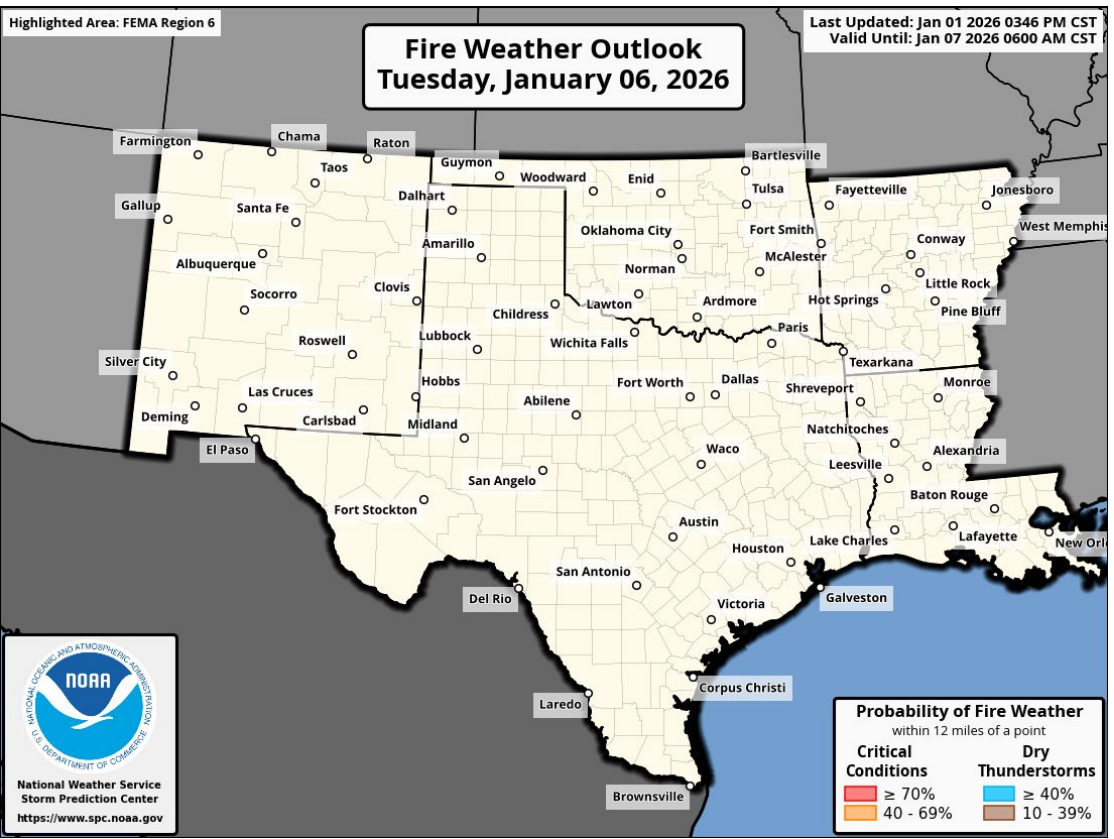 Highlighted Area: FEMA Region 6
Last Updated: Jan 01 2026 0346 PM CST
Valid Until: Jan 07 2026 0600 AM CST
Fire Weather Outlook
Tuesday, January 06, 2026
Farmington
Chama
Raton
Taos
Guymon
Woodward
Enid
Bartlesville
Tulsa
Fayetteville
Jonesboro
Gallup
Santa Fe
Dalhart
Oklahoma City
Fort Smith
West Memphis
Albuquerque
Amarillo
Norman
McAlester
Conway
Socorro
Clovis
Childress
Lawton
Ardmore
Hot Springs
Little Rock
Pine Bluff
Roswell
Lubbock
Wichita Falls
Paris
Texarkana
Silver City
Las Cruces
Hobbs
Fort Worth
Dallas
Shreveport
Monroe
Deming
Carlsbad
Midland
Abilene
Natchitoches
El Paso
San Angelo
Waco
Leesville
Alexandria
Fort Stockton
Austin
Baton Rouge
Houston
Lake Charles
Lafayette
New Orl
San Antonio
Del Rio
Victoria
Galveston
Laredo
Corpus Christi
Brownsville
NATIONAL OCEANIC AND ATMOSPHERIC ADMINISTRATION
NOAA
U.S. DEPARTMENT OF COMMERCE
National Weather Service
Storm Prediction Center
https://www.spc.noaa.gov
Probability of Fire Weather
within 12 miles of a point
Critical Dry
Conditions Thunderstorms
≥ 70% ≥ 40%
40 - 69% 10 - 39%